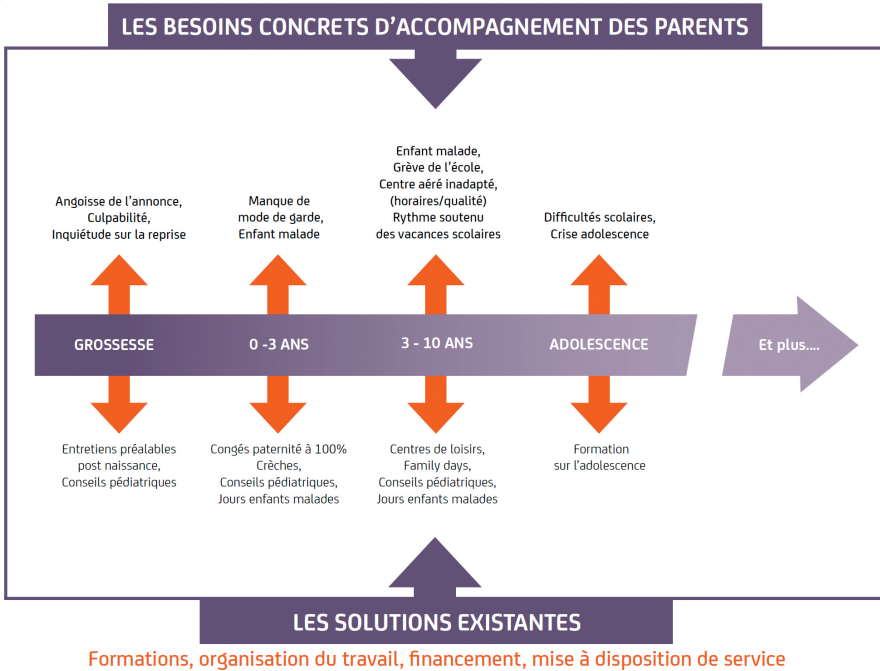 LES BESOINS CONCRETS D'ACCOMPAGNEMENT DES PARENTS
Angoisse de l'annonce,
Culpabilité,
Inquiétude sur la reprise
Manque de
mode de garde,
Enfant malade
Enfant malade,
Grève de l'école,
Centre aéré inadapté,
(horaires/qualité)
Rythme soutenu
des vacances scolaires
Difficultés scolaires,
Crise adolescence
GROSSESSE
0 -3 ANS
3 - 10 ANS
ADOLESCENCE
Et plus....
Entretiens préalables
post naissance,
Conseils pédiatriques
Congés paternité à 100%
Crèches,
Conseils pédiatriques,
Jours enfants malades
Centres de loisirs,
Family days,
Conseils pédiatriques,
Jours enfants malades
Formation
sur l'adolescence
LES SOLUTIONS EXISTANTES
Formations, organisation du travail, financement, mise à disposition de service